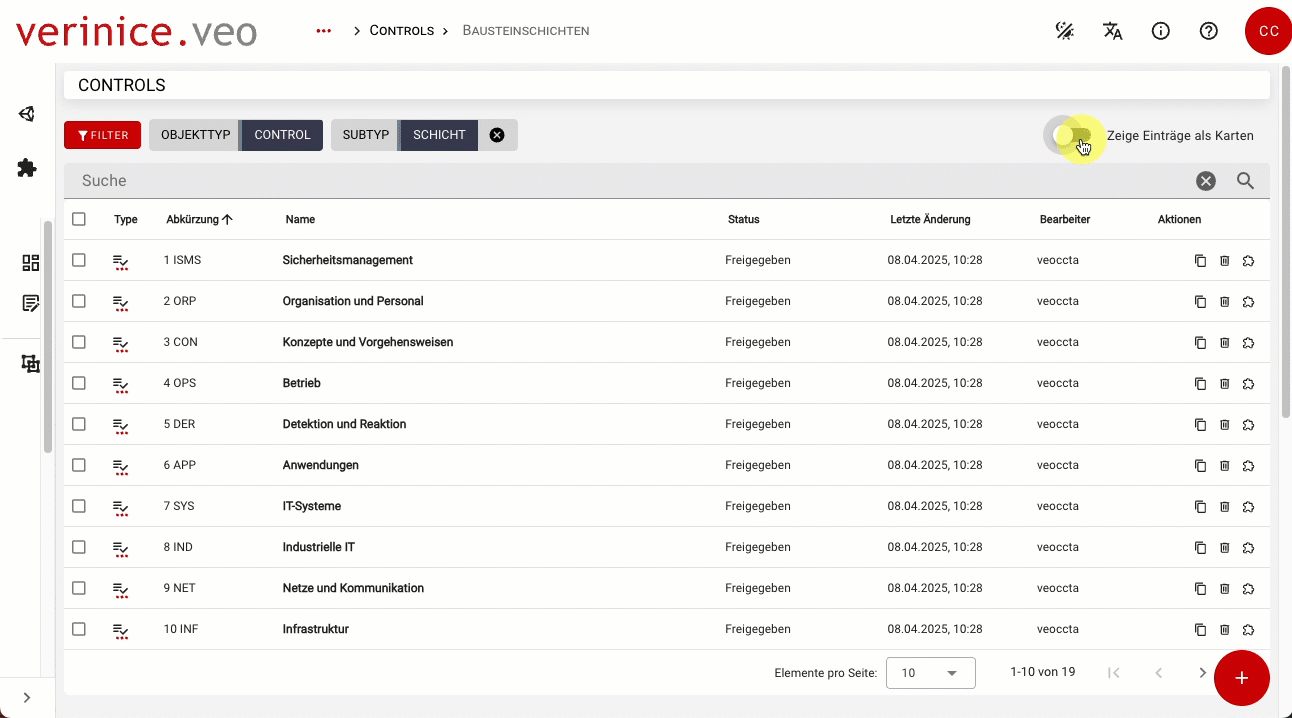 verinice.veo
••• > CONTROLS > BAUSTEINSCHICHTEN
CC
CONTROLS
FILTER OBJEKTTYP CONTROL SUBTYP SCHICHT Zeige Einträge als Karten
Suche
Type Abkürzung Name Status Letzte Änderung Bearbeiter Aktionen
1 ISMS Sicherheitsmanagement Freigegeben 08.04.2025, 10:28 veoccta
2 ORP Organisation und Personal Freigegeben 08.04.2025, 10:28 veoccta
3 CON Konzepte und Vorgehensweisen Freigegeben 08.04.2025, 10:28 veoccta
4 OPS Betrieb Freigegeben 08.04.2025, 10:28 veoccta
5 DER Detektion und Reaktion Freigegeben 08.04.2025, 10:28 veoccta
6 APP Anwendungen Freigegeben 08.04.2025, 10:28 veoccta
7 SYS IT-Systeme Freigegeben 08.04.2025, 10:28 veoccta
8 IND Industrielle IT Freigegeben 08.04.2025, 10:28 veoccta
9 NET Netze und Kommunikation Freigegeben 08.04.2025, 10:28 veoccta
10 INF Infrastruktur Freigegeben 08.04.2025, 10:28 veoccta
Elemente pro Seite: 10 1-10 von 19